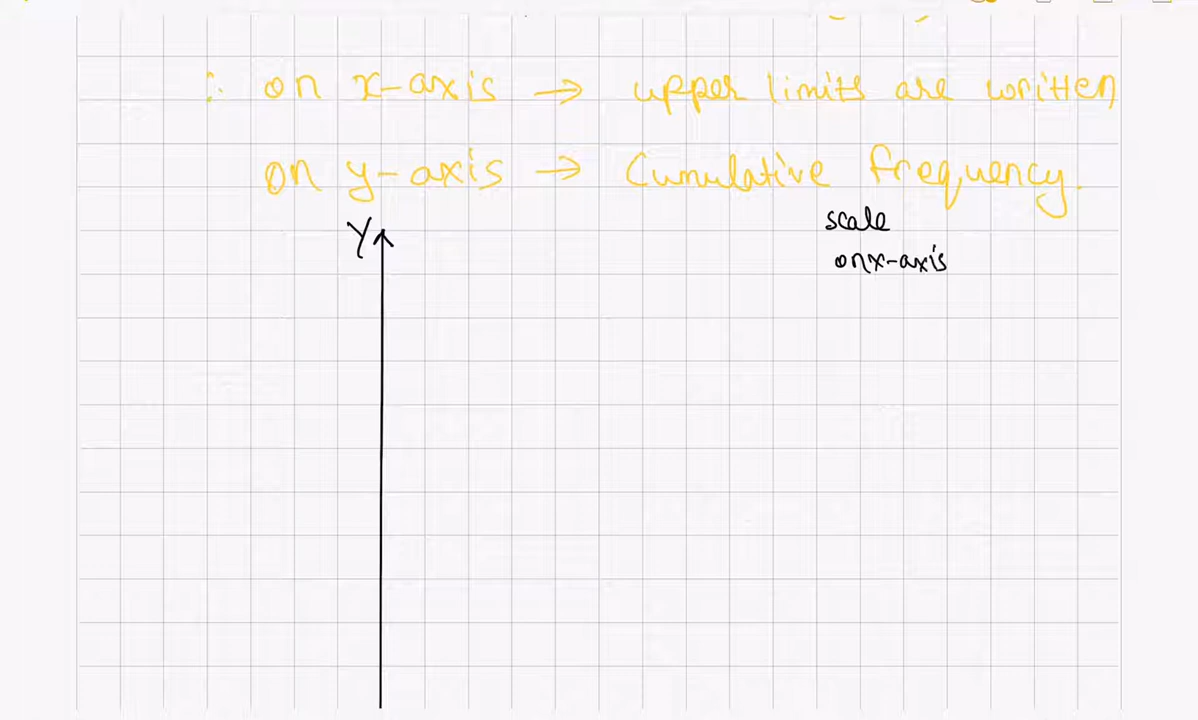 ∴ on x-axis → upper limits are written
on y-axis → Cumulative frequency.
Y
scale
on x-axis